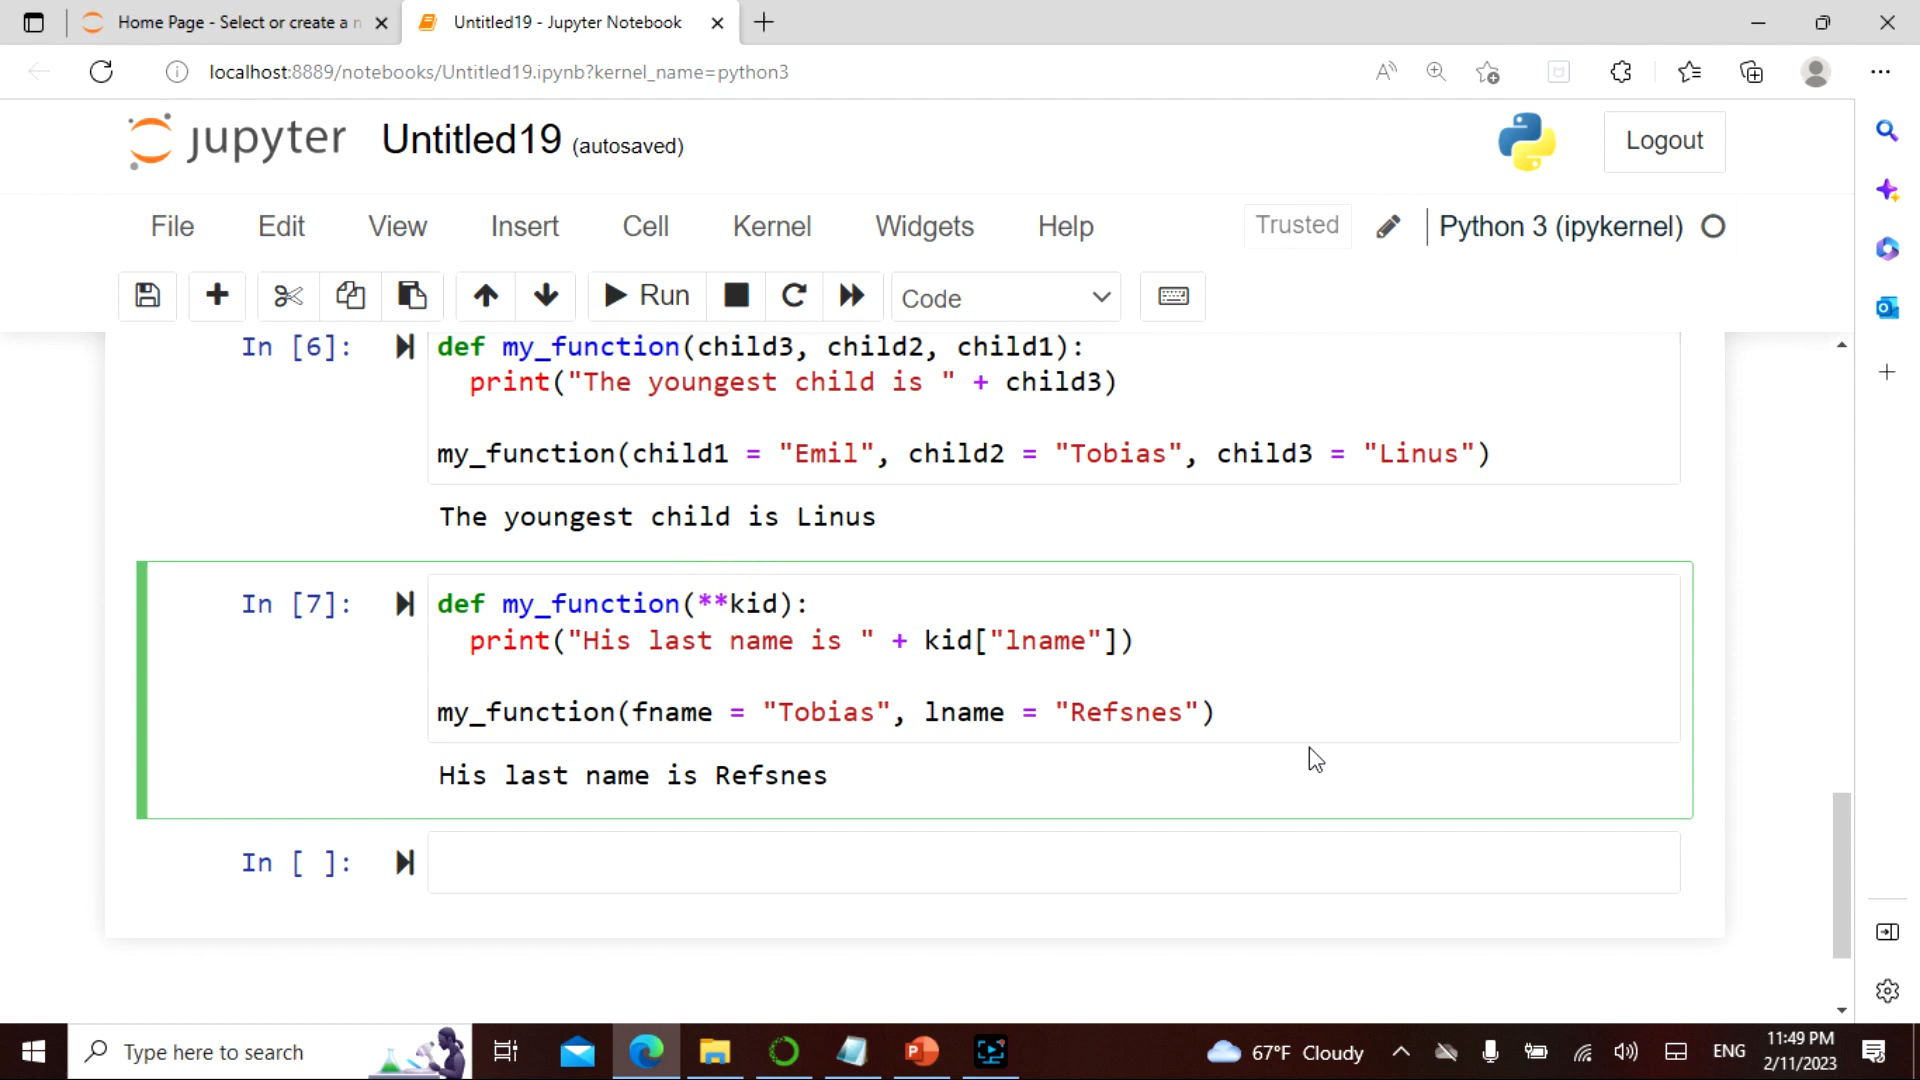 Home Page - Select or create a n
Untitled19 - Jupyter Notebook
localhost:8889/notebooks/Untitled19.ipynb?kernel_name=python3
jupyter Untitled19 (autosaved)
Logout
File Edit View Insert Cell Kernel Widgets Help
Trusted Python 3 (ipykernel)
Run Code
In [6]: def my_function(child3, child2, child1):
print("The youngest child is " + child3)
my_function(child1 = "Emil", child2 = "Tobias", child3 = "Linus")
The youngest child is Linus
In [7]: def my_function(**kid):
print("His last name is " + kid["lname"])
my_function(fname = "Tobias", lname = "Refsnes")
His last name is Refsnes
In [ ]:
Type here to search
67°F Cloudy
ENG
11:49 PM
2/11/2023